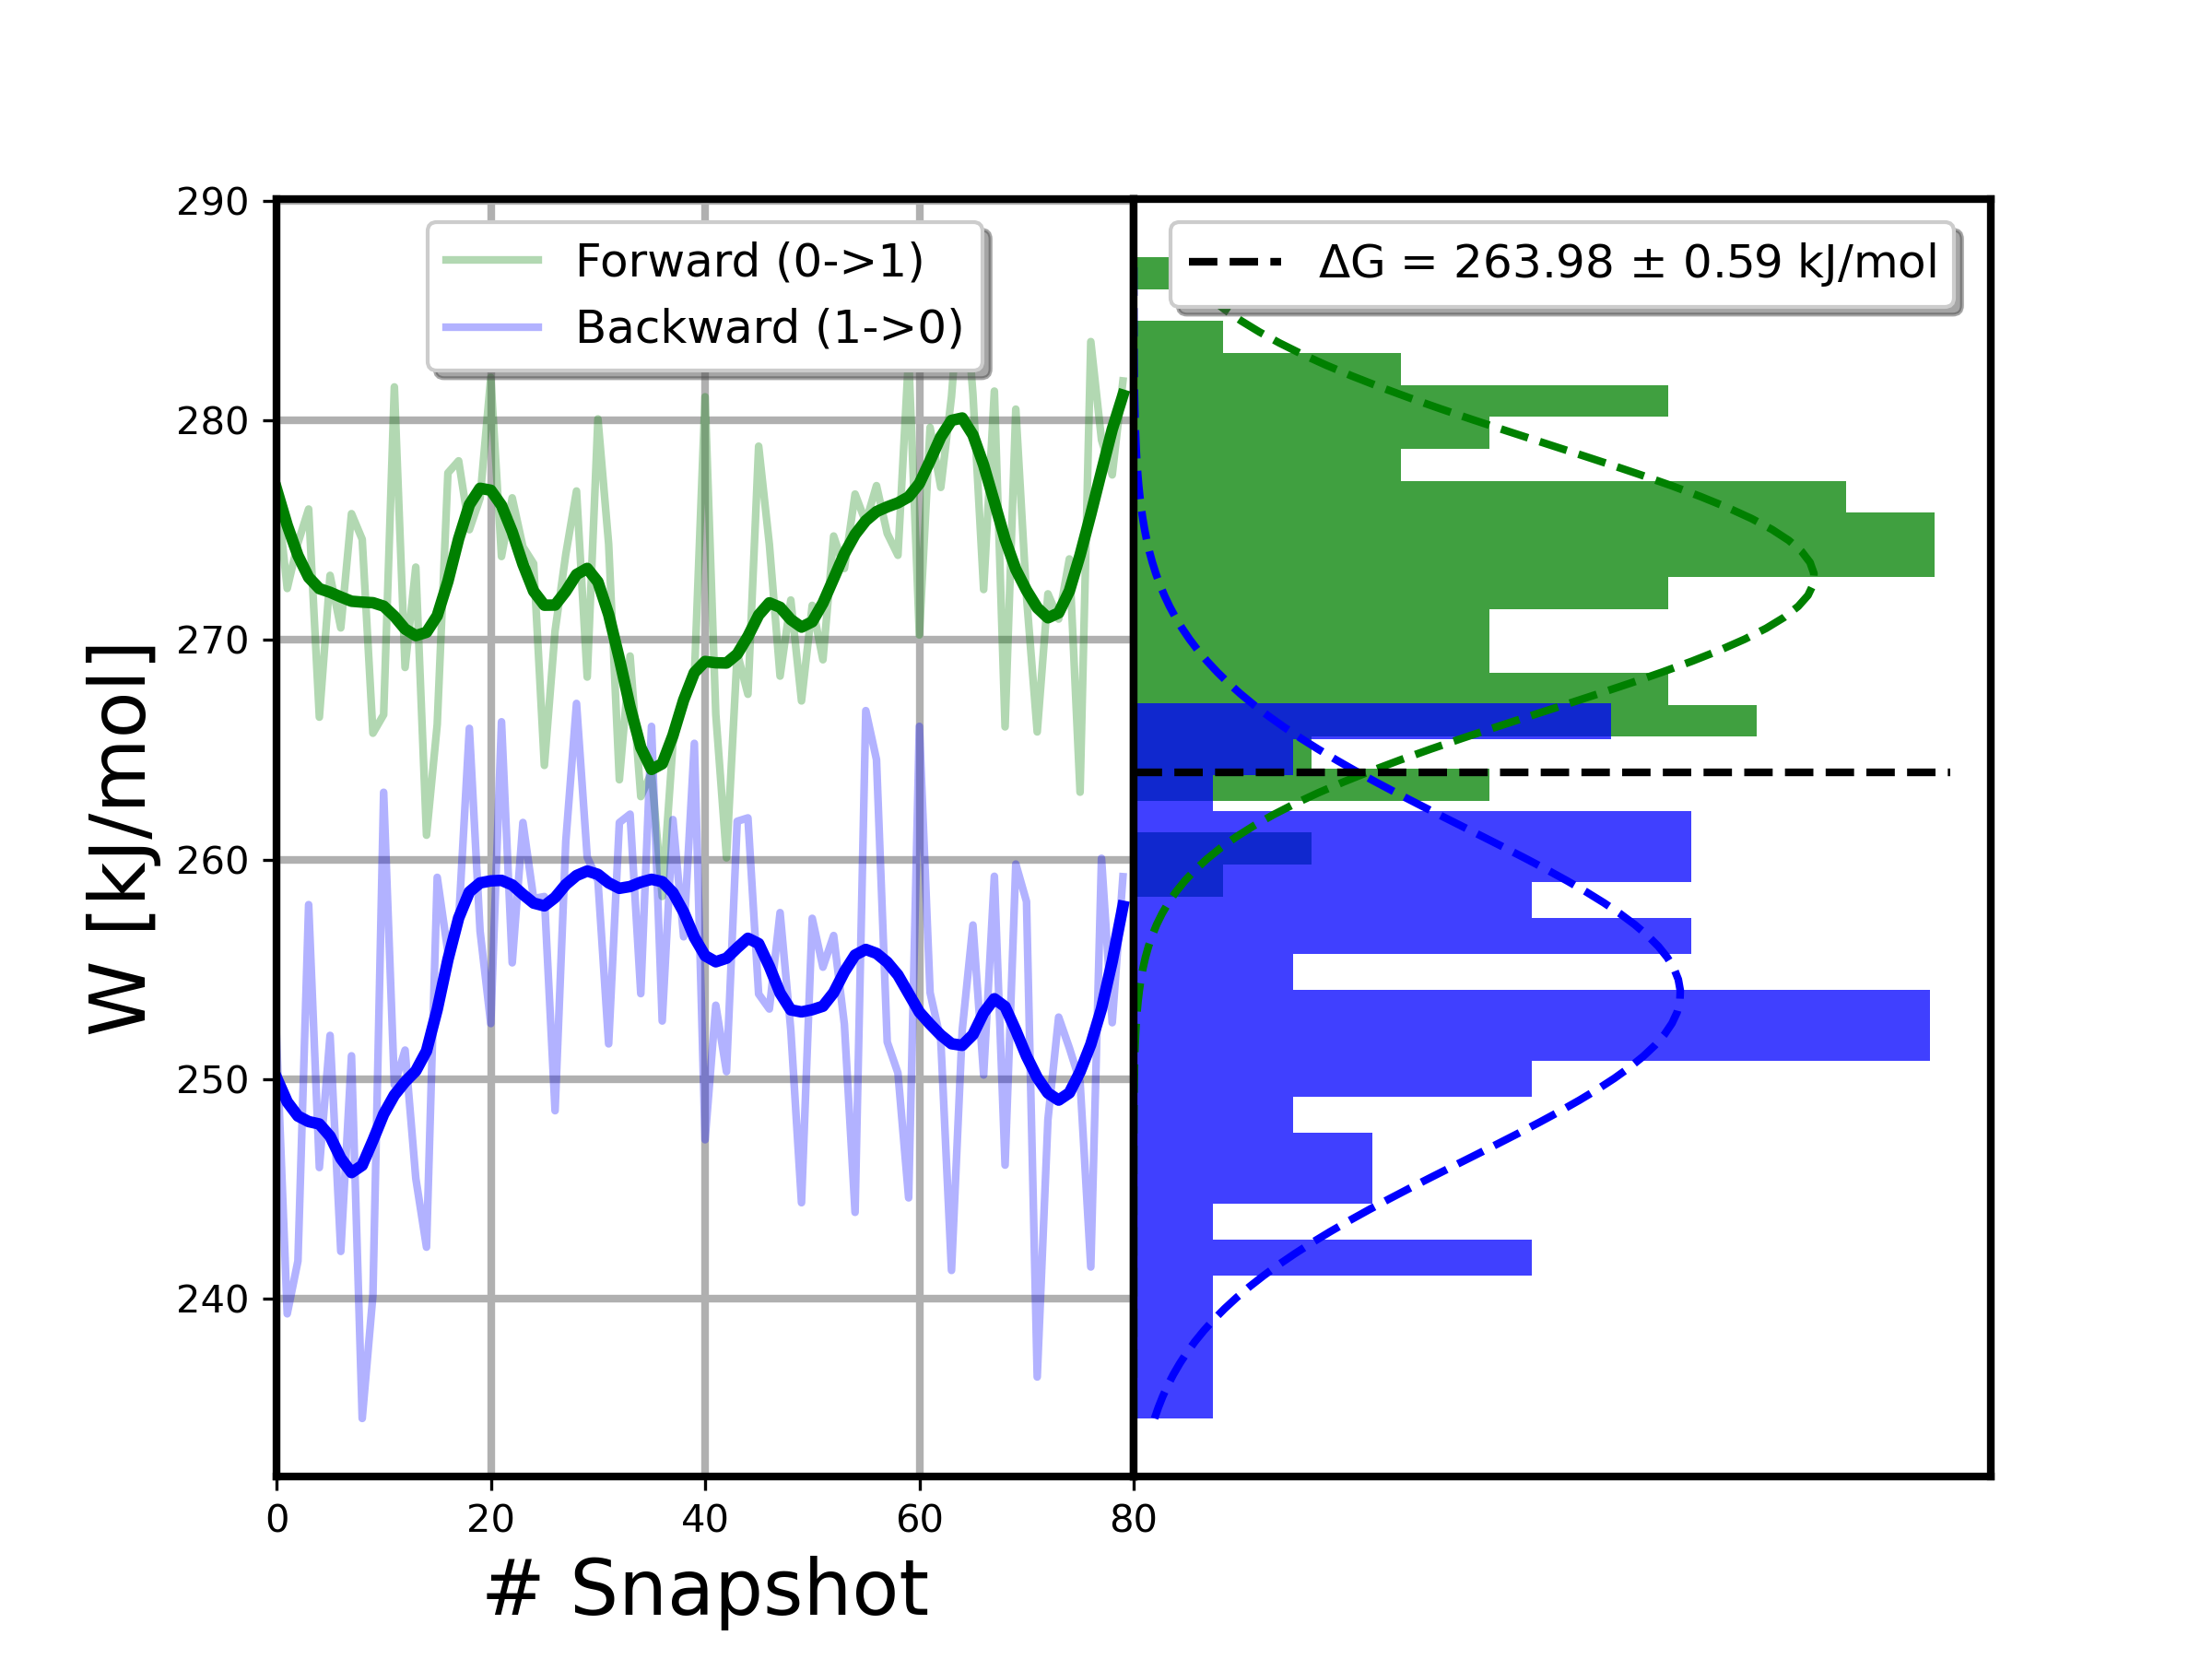 290
280
270
260
250
240
W [kJ/mol]
Forward (0->1)
Backward (1->0)
ΔG = 263.98 ± 0.59 kJ/mol
0 20 40 60 80
# Snapshot